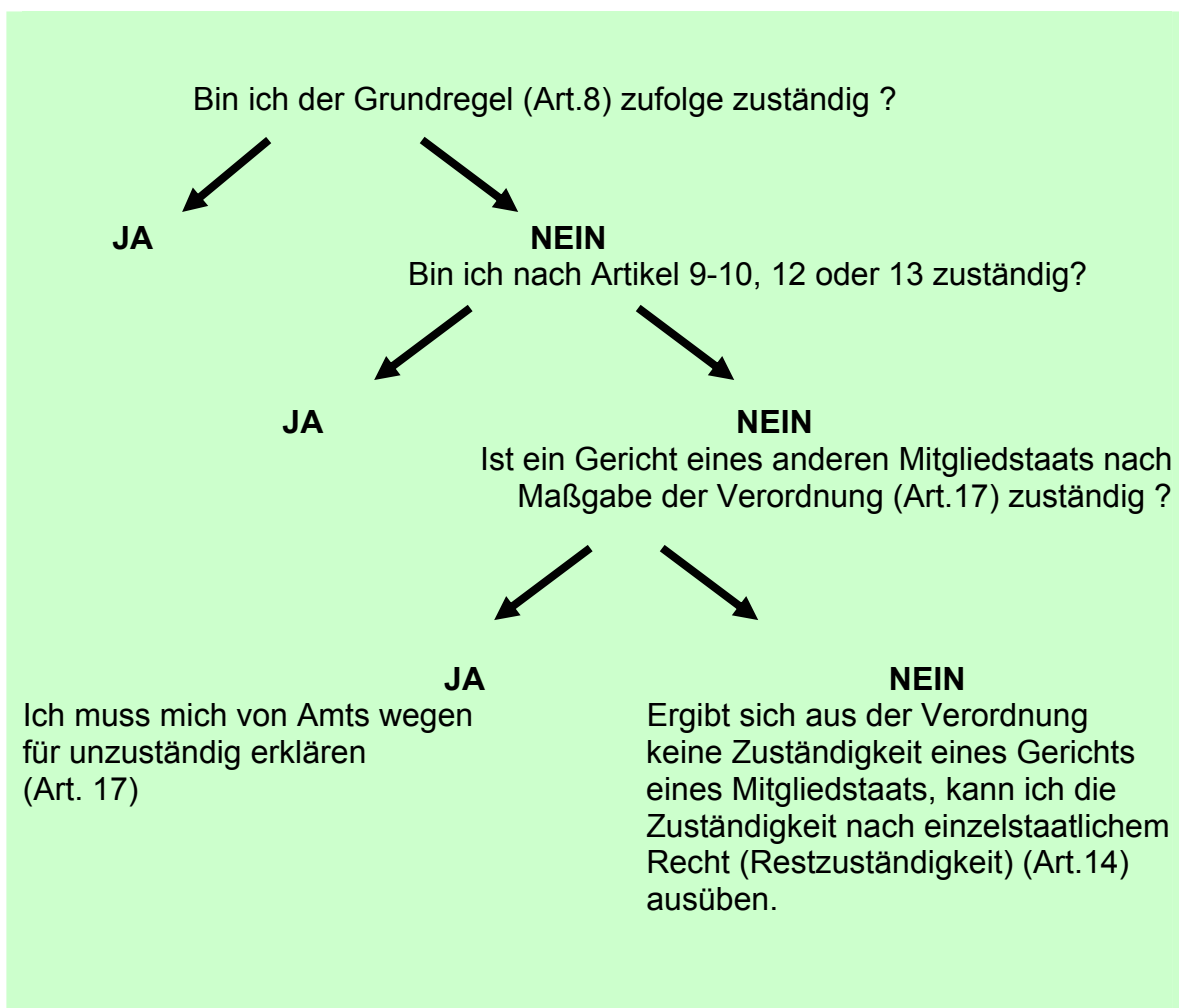 Bin ich der Grundregel (Art.8) zufolge zuständig ?
JA
NEIN
Bin ich nach Artikel 9-10, 12 oder 13 zuständig?
JA
NEIN
Ist ein Gericht eines anderen Mitgliedstaats nach
Maßgabe der Verordnung (Art.17) zuständig ?
JA
Ich muss mich von Amts wegen
für unzuständig erklären
(Art. 17)
NEIN
Ergibt sich aus der Verordnung
keine Zuständigkeit eines Gerichts
eines Mitgliedstaats, kann ich die
Zuständigkeit nach einzelstaatlichem
Recht (Restzuständigkeit) (Art.14)
ausüben.